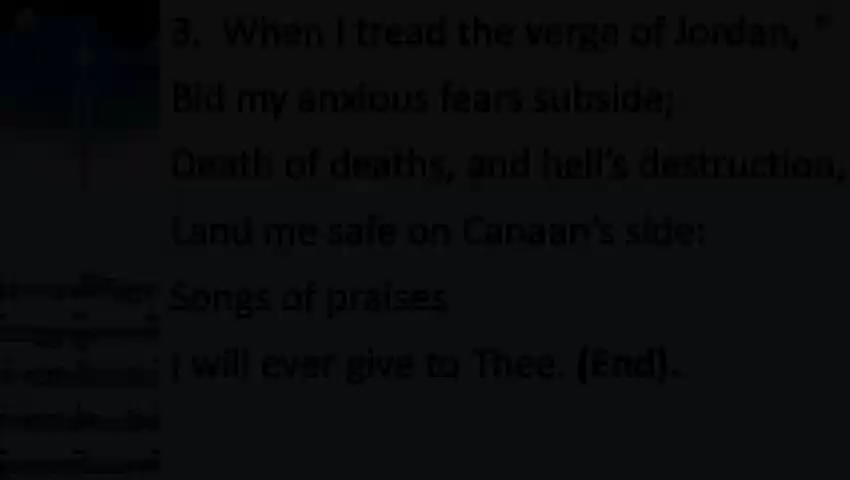 3. When I tread the verge of Jordan,
Bid my anxious fears subside;
Death of deaths, and hell's destruction,
Land me safe on Canaan's side:
Songs of praises
I will ever give to Thee. (End).